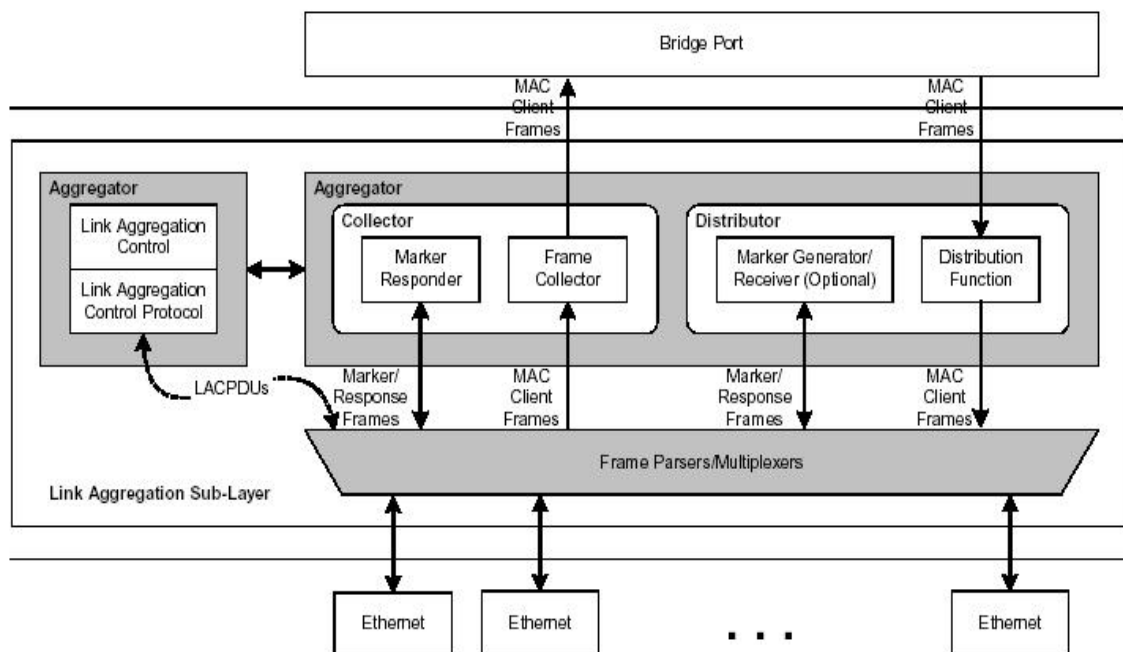 Bridge Port
MAC
Client
Frames
MAC
Client
Frames
Aggregator
Link Aggregation
Control
Link Aggregation
Control Protocol
Aggregator
Collector
Marker
Responder
Frame
Collector
Distributor
Marker Generator/
Receiver (Optional)
Distribution
Function
LACPDUs
Marker/
Response
Frames
MAC
Client
Frames
Marker/
Response
Frames
MAC
Client
Frames
Frame Parsers/Multiplexers
Link Aggregation Sub-Layer
Ethernet
Ethernet
. . .
Ethernet